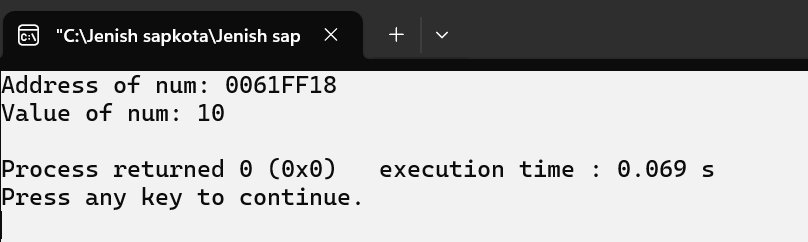 "C:\Jenish sapkota\Jenish sap
Address of num: 0061FF18
Value of num: 10
Process returned 0 (0x0)   execution time : 0.069 s
Press any key to continue.